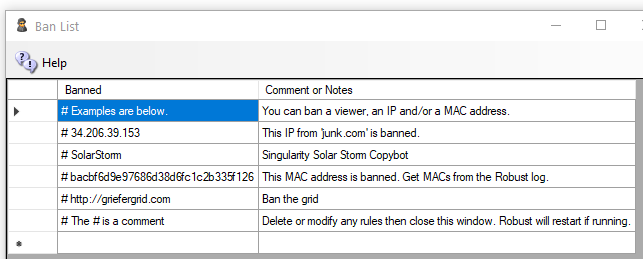 Ban List
Help
Banned Comment or Notes
# Examples are below. You can ban a viewer, an IP and/or a MAC address.
# 34.206.39.153 This IP from 'junk.com' is banned.
# SolarStorm Singularity Solar Storm Copybot
# bacbf6d9e97686d38d6fc1c2b335f126 This MAC address is banned. Get MACs from the Robust log.
# http://griefergrid.com Ban the grid
# The # is a comment Delete or modify any rules then close this window. Robust will restart if running.